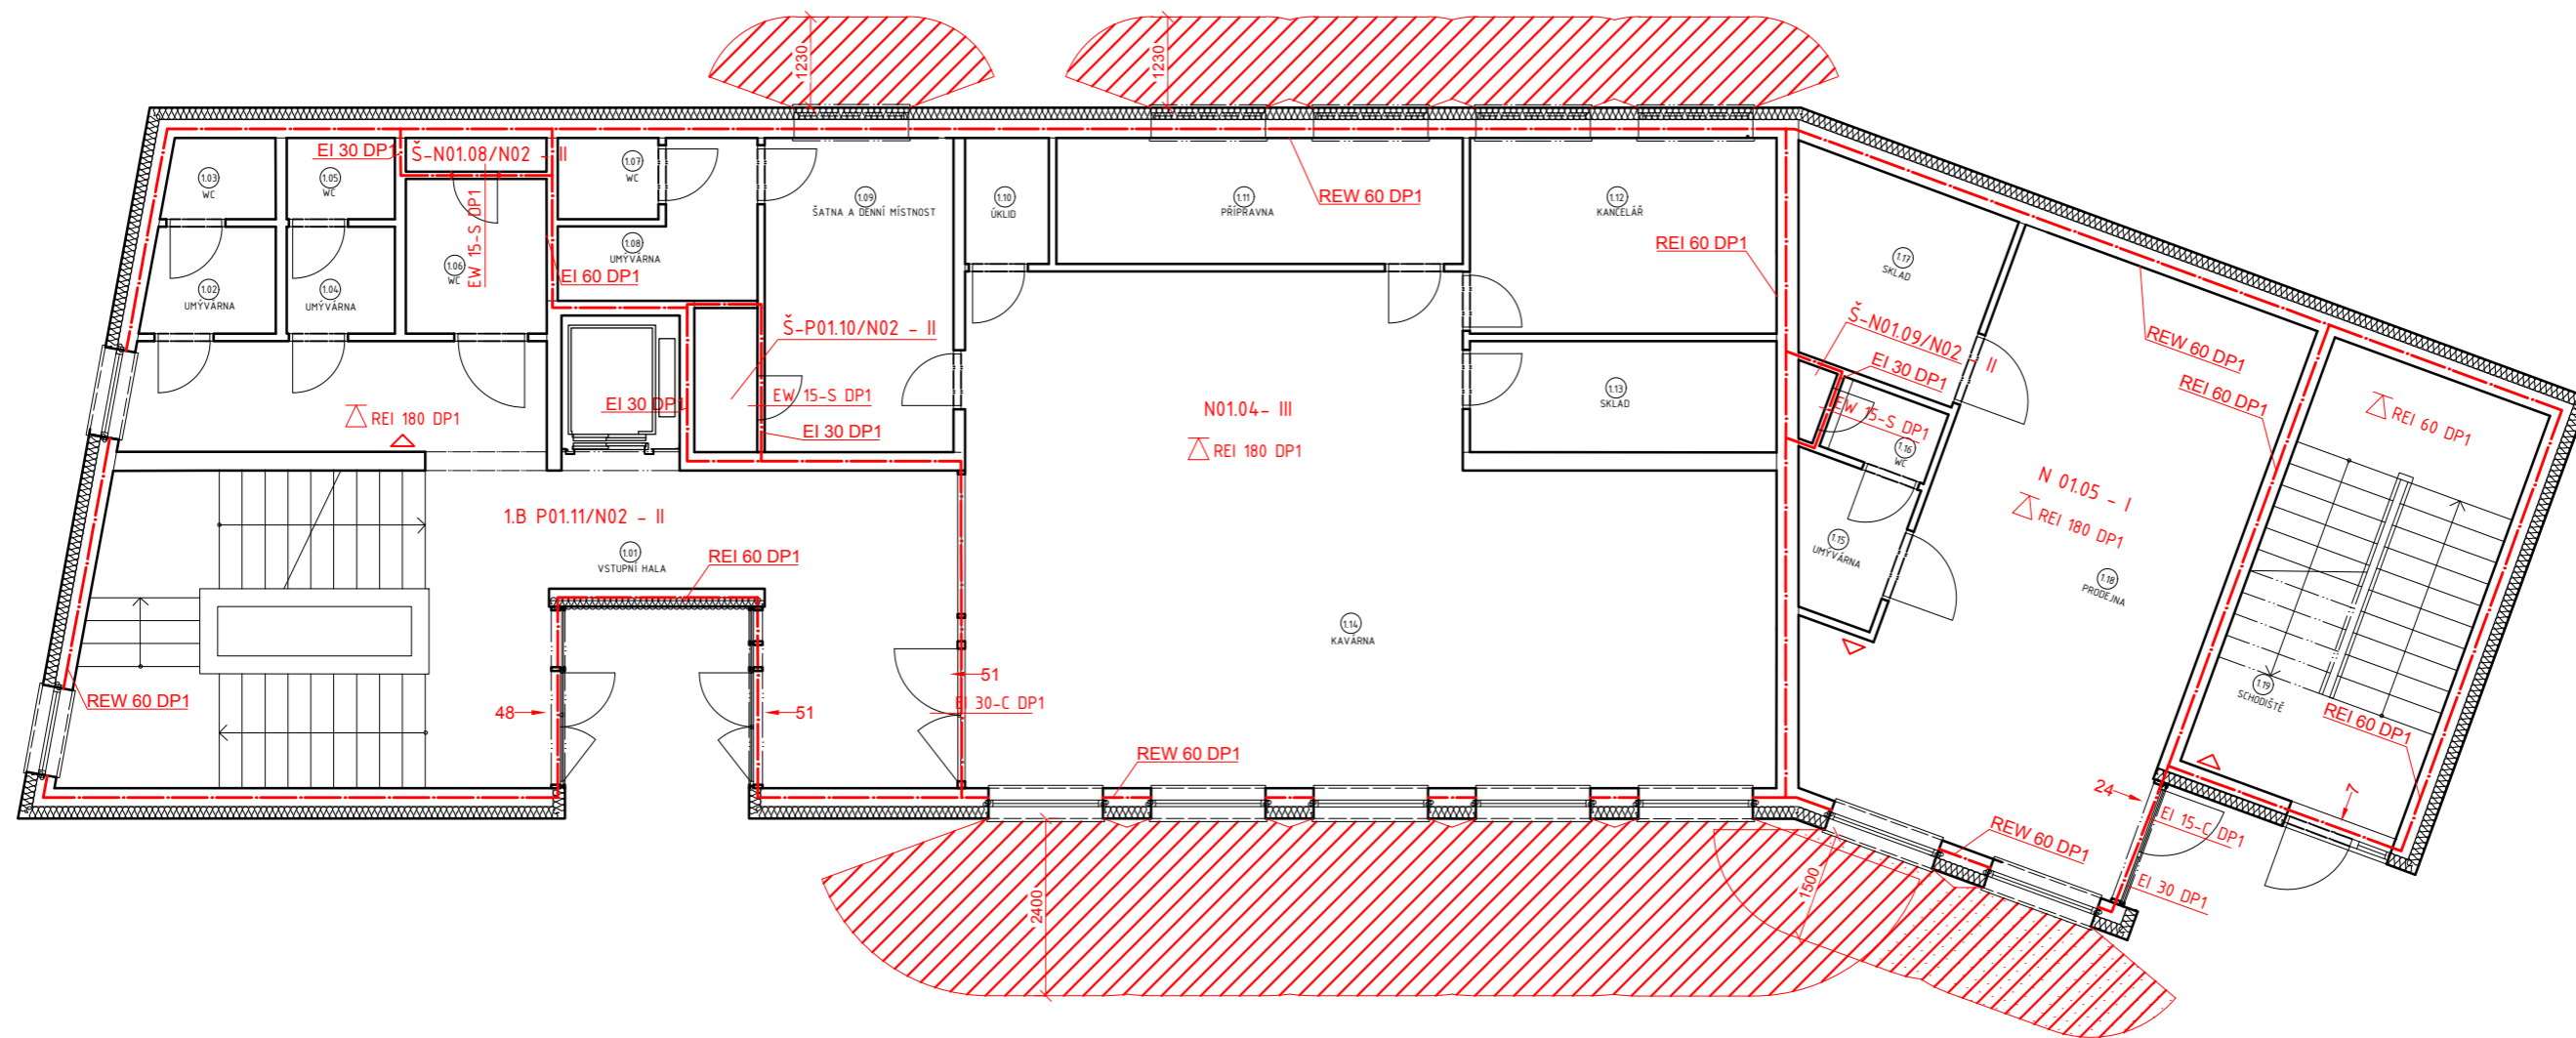 1230
1230
EI 30 DP1
Š-N01.08/N02 - II
1.03
WC
1.05
WC
1.07
WC
1.09
ŠATNA A DENNÍ MÍSTNOST
1.10
ÚKLID
1.11
PŘÍPRAVNA
REW 60 DP1
1.12
KANCELÁŘ
EW 15-S DP1
1.08
UMÝVÁRNA
REI 60 DP1
1.17
SKLAD
1.06
WC
EI 60 DP1
1.02
UMÝVÁRNA
1.04
UMÝVÁRNA
Š-P01.10/N02 - II
Š-N01.09/N02 - II
REW 60 DP1
EI 30 DP1
REI 60 DP1
EW 15-S DP1
EI 30 DP1
1.13
SKLAD
N01.04- III
REI 180 DP1
REI 180 DP1
EI 30 DP1
EW 15-S DP1
REI 60 DP1
1.16
WC
N 01.05 - I
REI 180 DP1
1.B P01.11/N02 - II
1.01
VSTUPNÍ HALA
REI 60 DP1
1.15
UMÝVÁRNA
1.18
PRODEJNA
1.14
KAVÁRNA
51
EI 30-C DP1
1.19
SCHODIŠTĚ
REW 60 DP1
48
51
REI 60 DP1
REW 60 DP1
24
7
EI 15-C DP1
REW 60 DP1
EI 30 DP1
1500
2400